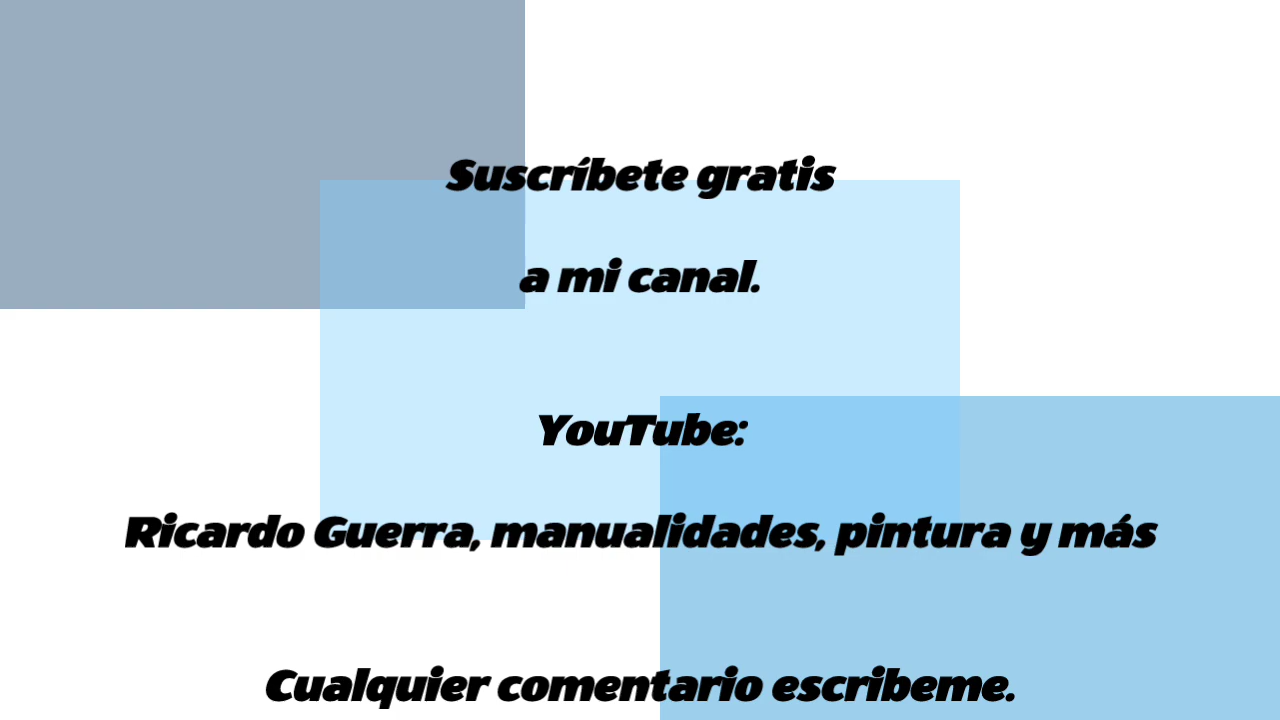 Suscríbete gratis
a mi canal.
YouTube:
Ricardo Guerra, manualidades, pintura y más
Cualquier comentario escribeme.